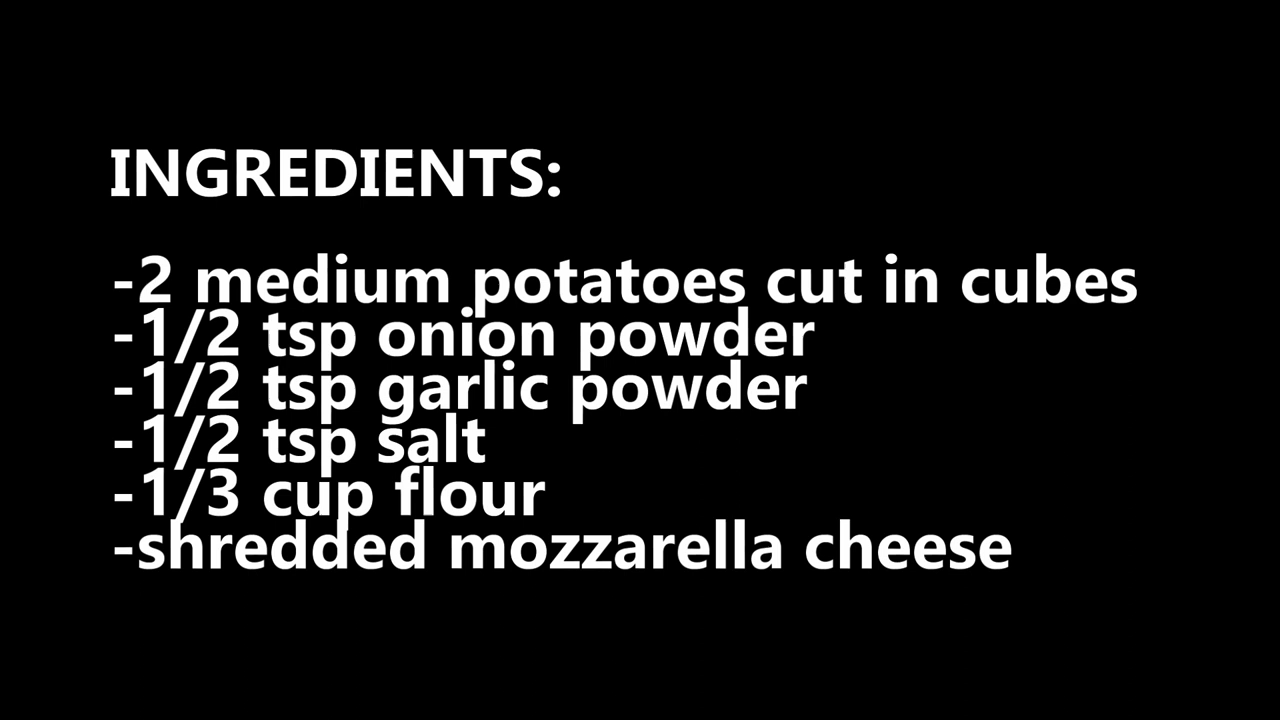 INGREDIENTS:
-2 medium potatoes cut in cubes
-1/2 tsp onion powder
-1/2 tsp garlic powder
-1/2 tsp salt
-1/3 cup flour
-shredded mozzarella cheese